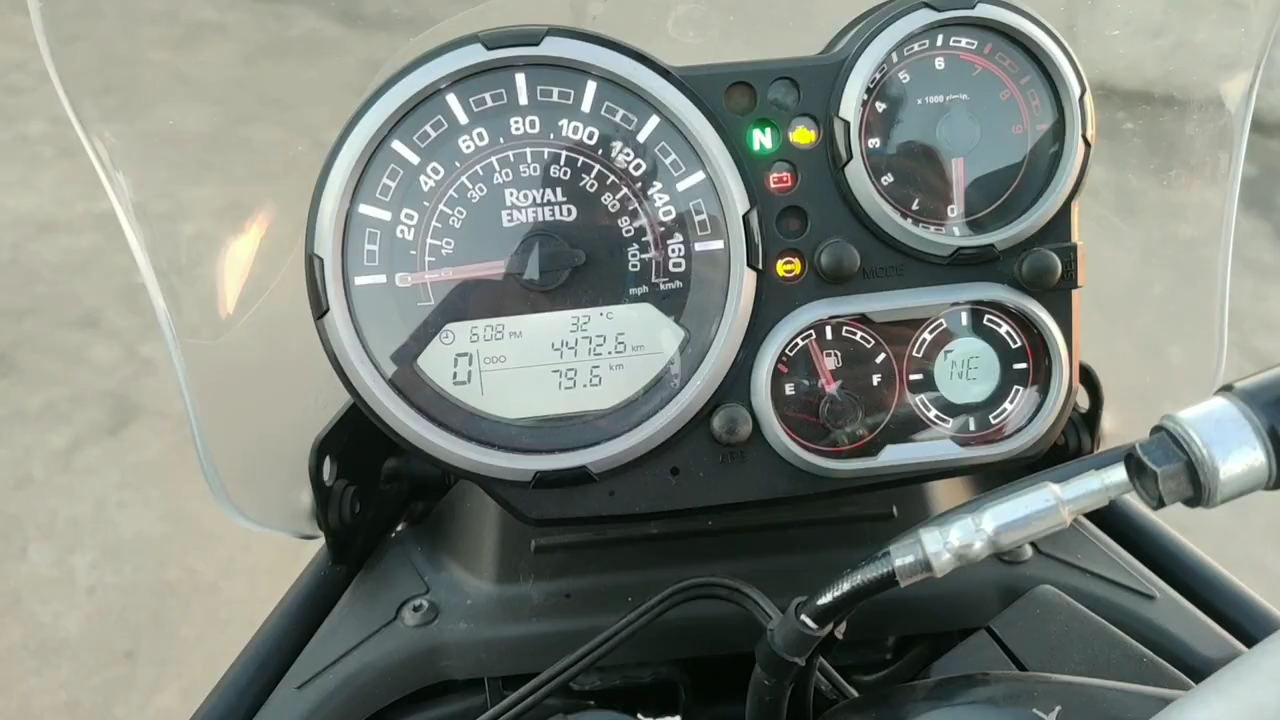 20 40 60 80 100 120 140 160
10 20 30 40 50 60 70 80 90 100
ROYAL
ENFIELD
mph km/h
6:08 PM 32 °C
0 ODO 4472.6 km
79.6 km
N
ABS
MODE
0 1 2 3 4 5 6 7 8 9
x 1000 r/min.
E F
NE